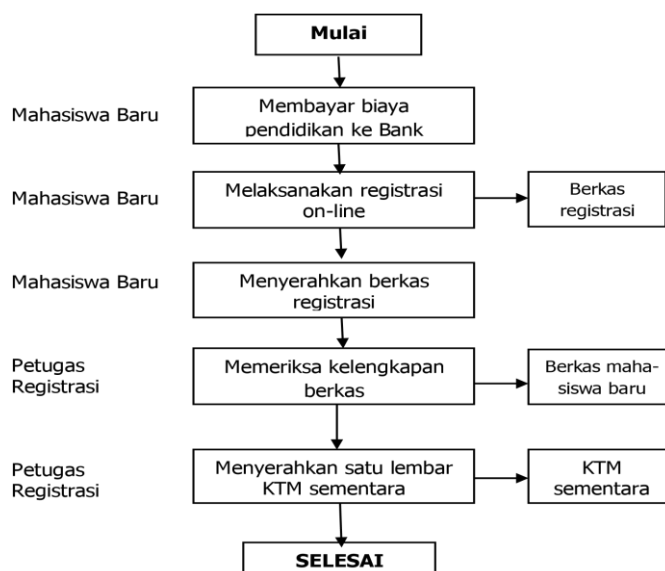 Mulai
Mahasiswa Baru
Membayar biaya
pendidikan ke Bank
Mahasiswa Baru
Melaksanakan registrasi
on-line
Berkas
registrasi
Mahasiswa Baru
Menyerahkan berkas
registrasi
Petugas
Registrasi
Memeriksa kelengkapan
berkas
Berkas maha-
siswa baru
Petugas
Registrasi
Menyerahkan satu lembar
KTM sementara
KTM
sementara
SELESAI